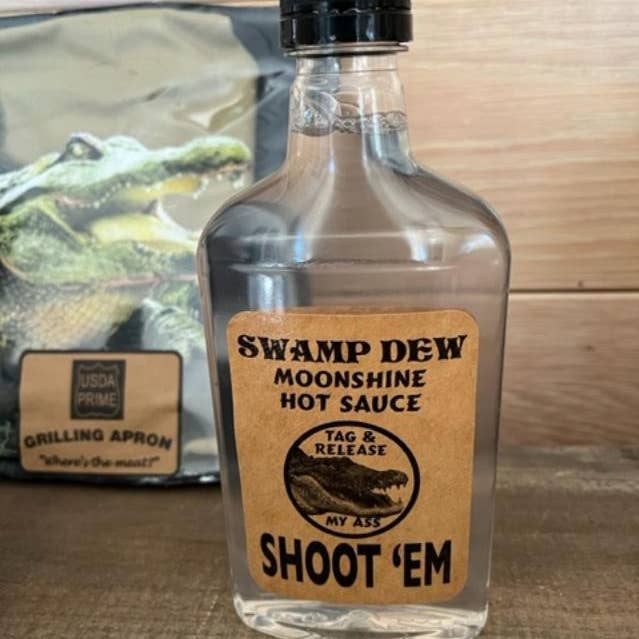 SWAMP DEW
MOONSHINE
HOT SAUCE
TAG &
RELEASE
MY ASS
SHOOT 'EM
USDA
PRIME
GRILLING APRON
"Where's the meat?"